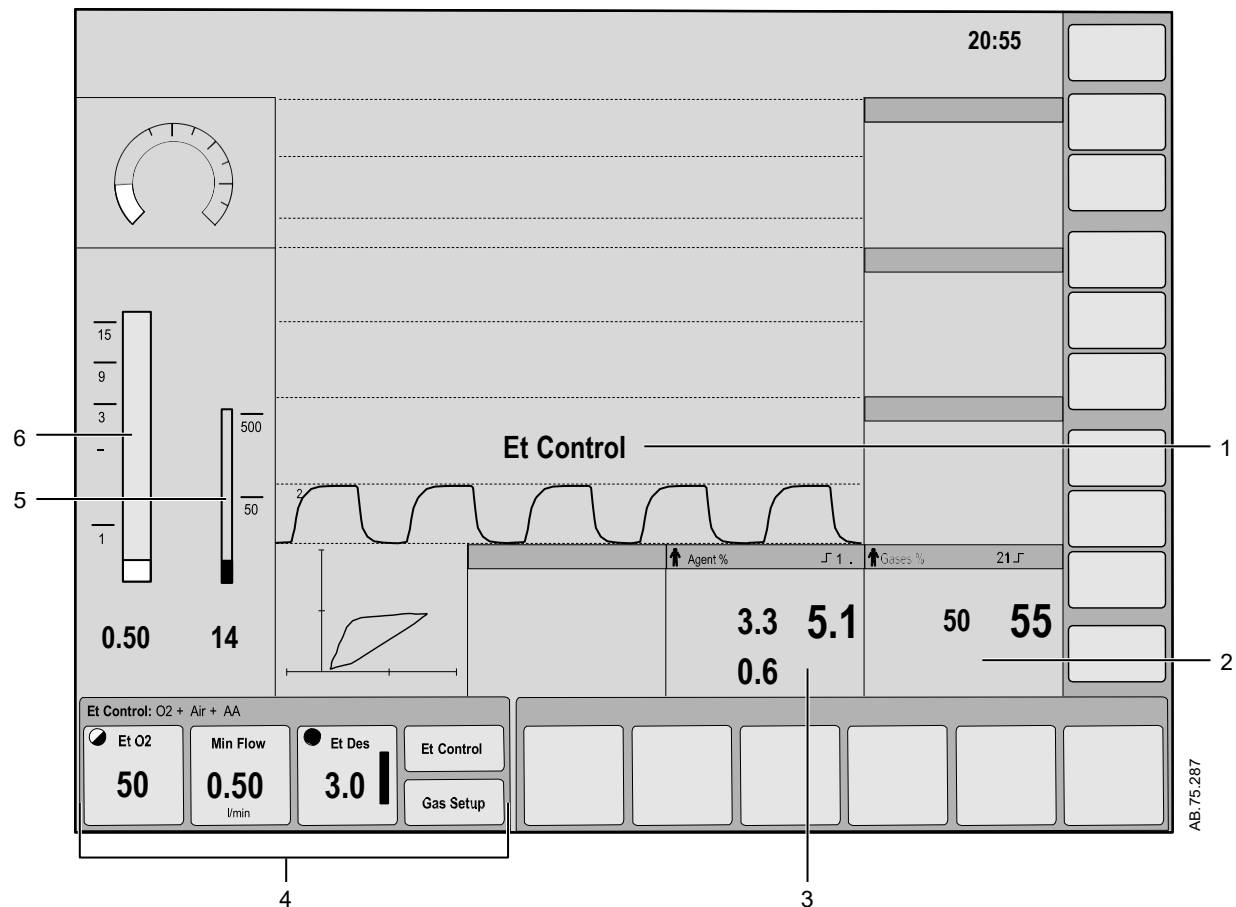 20:55
15
9
3
-
1
500
50
6
5
Et Control
1
2
Agent %
1 .
Gases %
21
0.50
14
3.3 5.1
0.6
50 55
2
Et Control: O2 + Air + AA
Et O2
50
Min Flow
0.50
l/min
Et Des
3.0
Et Control
Gas Setup
AB.75.287
4
3